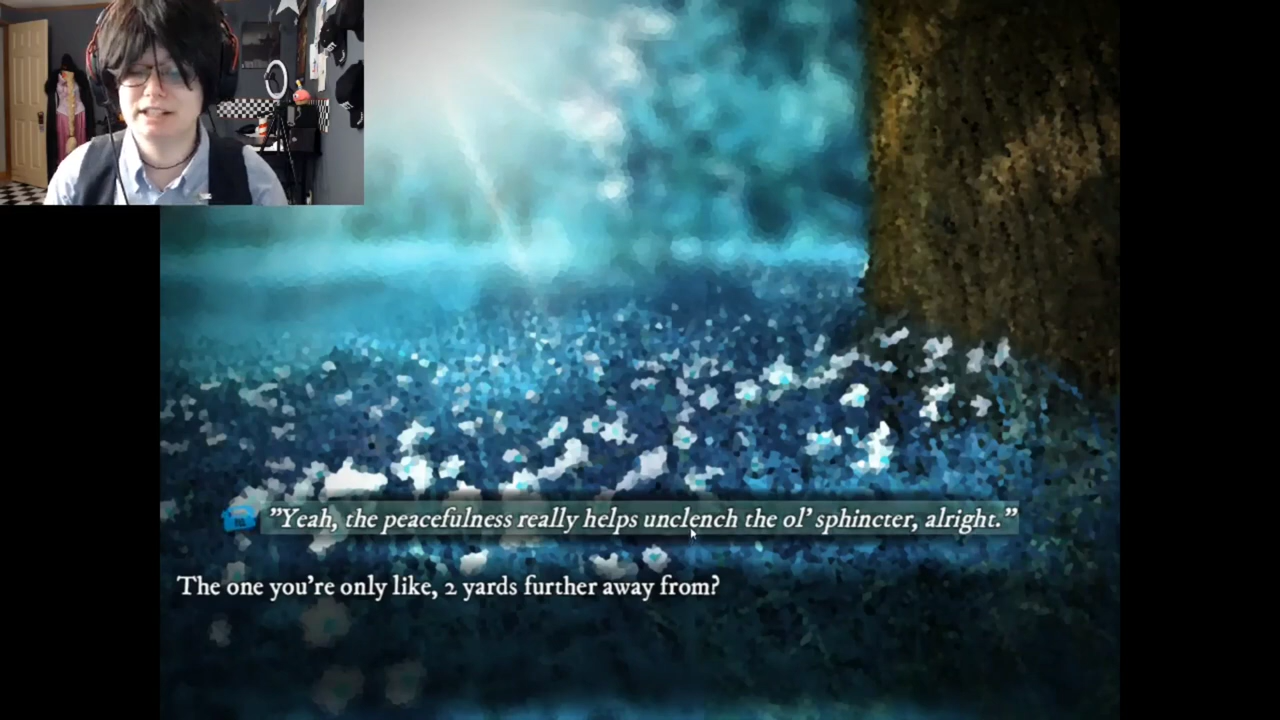 "Yeah, the peacefulness really helps unclench the ol' sphincter, alright."
The one you're only like, 2 yards further away from?